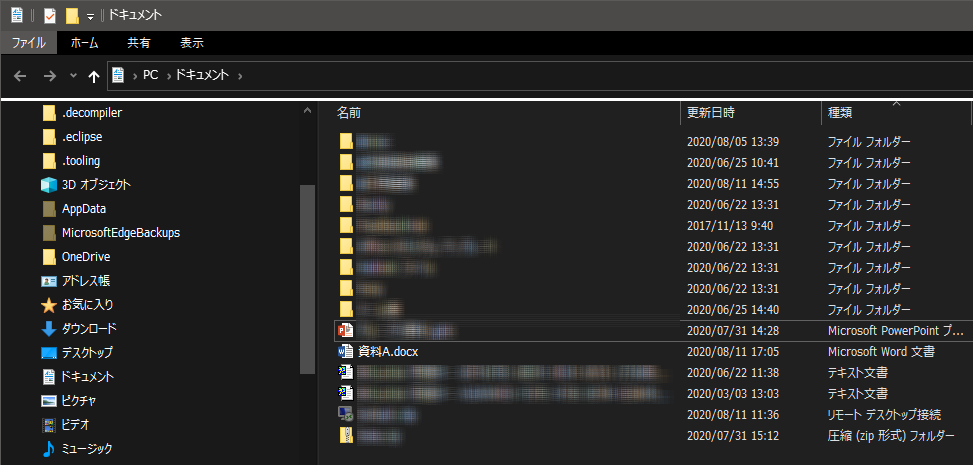 ドキュメント
ファイル ホーム 共有 表示
PC › ドキュメント ›
名前 更新日時 種類
.decompiler
.eclipse
.tooling
3D オブジェクト
AppData
MicrosoftEdgeBackups
OneDrive
アドレス帳
お気に入り
ダウンロード
デスクトップ
ドキュメント
ピクチャ
ビデオ
ミュージック
2020/08/05 13:39 ファイル フォルダー
2020/06/25 10:41 ファイル フォルダー
2020/08/11 14:55 ファイル フォルダー
2020/06/22 13:31 ファイル フォルダー
2017/11/13 9:40 ファイル フォルダー
2020/06/22 13:31 ファイル フォルダー
2020/06/22 13:31 ファイル フォルダー
2020/06/22 13:31 ファイル フォルダー
2020/06/25 14:40 ファイル フォルダー
2020/07/31 14:28 Microsoft PowerPoint プ...
資料A.docx 2020/08/11 17:05 Microsoft Word 文書
2020/06/22 11:38 テキスト文書
2020/03/03 13:03 テキスト文書
2020/08/11 11:36 リモート デスクトップ接続
2020/07/31 15:12 圧縮 (zip 形式) フォルダー